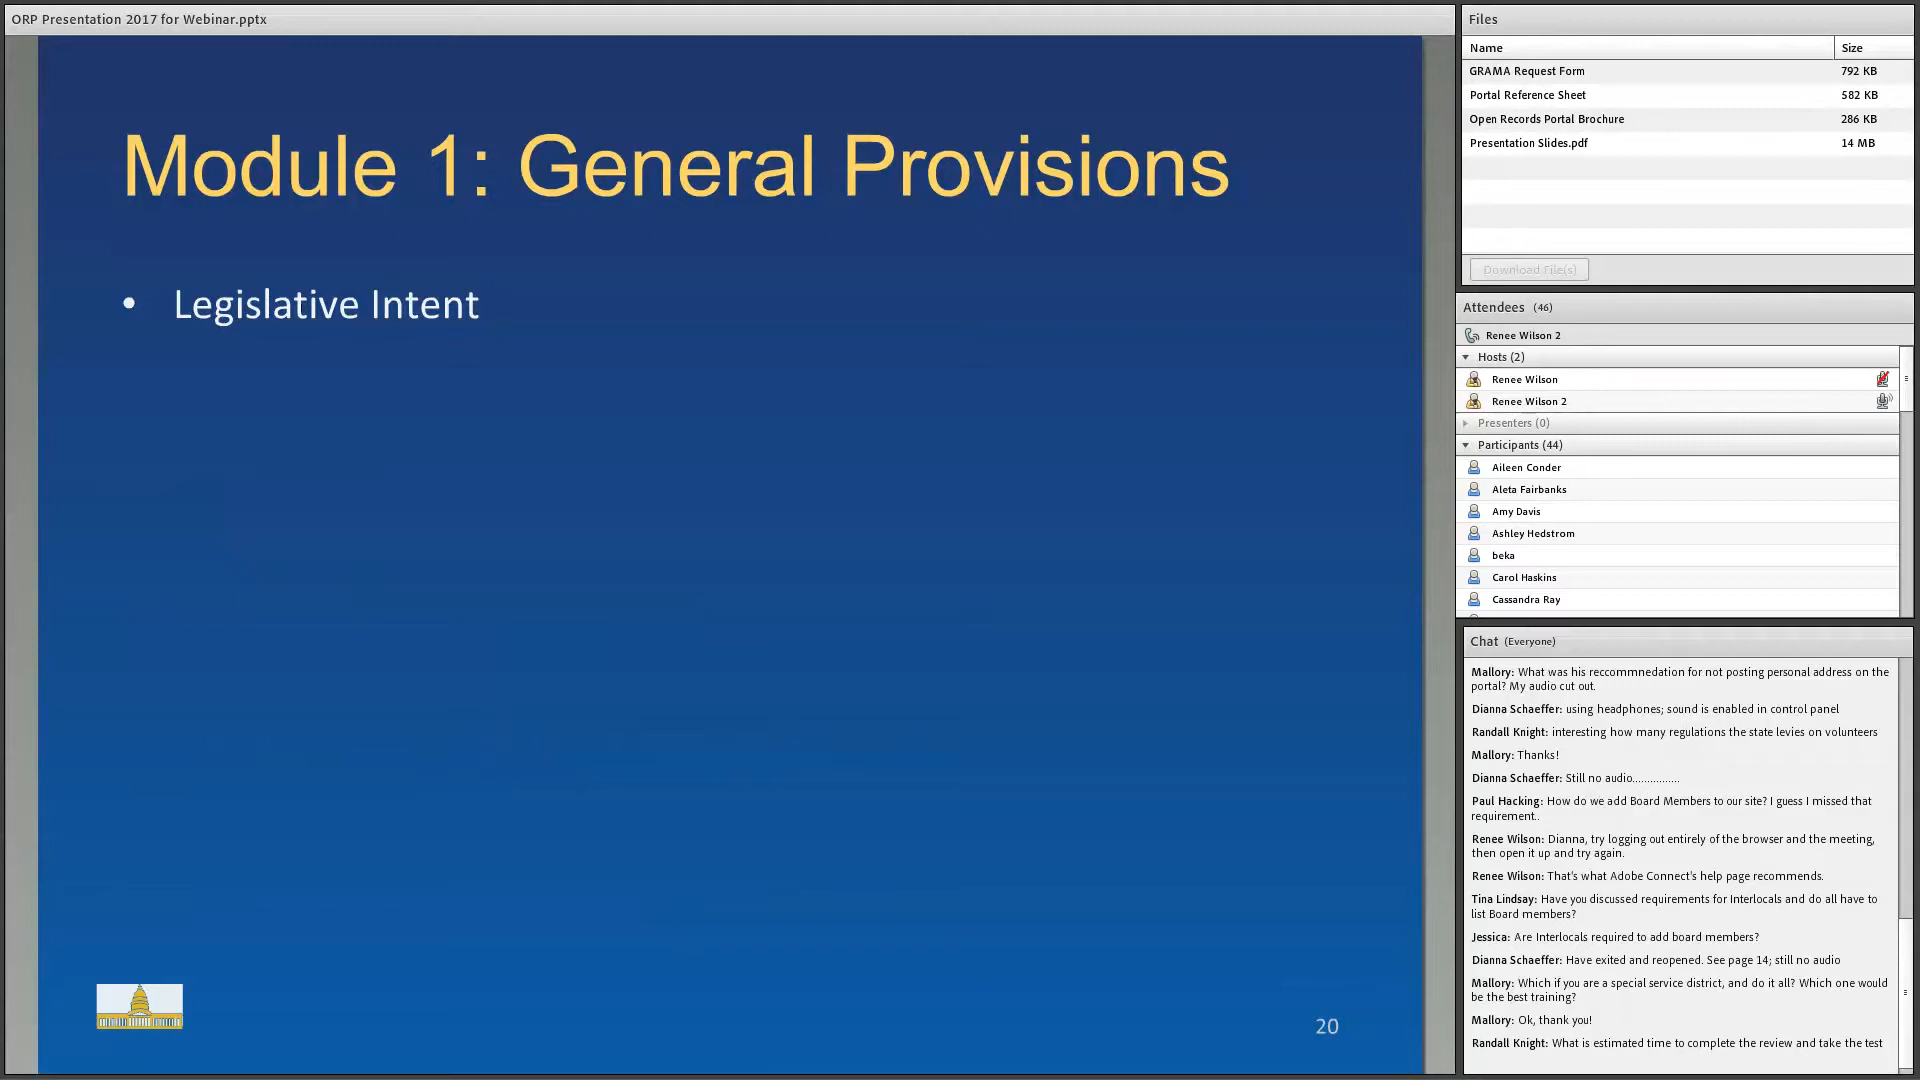 ORP Presentation 2017 for Webinar.pptx
Module 1: General Provisions
• Legislative Intent
20
Files
Name Size
GRAMA Request Form 792 KB
Portal Reference Sheet 582 KB
Open Records Portal Brochure 286 KB
Presentation Slides.pdf 14 MB
Download File(s)
Attendees (46)
Renee Wilson 2
Hosts (2)
Renee Wilson
Renee Wilson 2
Presenters (0)
Participants (44)
Aileen Conder
Aleta Fairbanks
Amy Davis
Ashley Hedstrom
beka
Carol Haskins
Cassandra Ray
Chat (Everyone)
Mallory: What was his reccommnedation for not posting personal address on the
portal? My audio cut out.
Dianna Schaeffer: using headphones; sound is enabled in control panel
Randall Knight: interesting how many regulations the state levies on volunteers
Mallory: Thanks!
Dianna Schaeffer: Still no audio...............
Paul Hacking: How do we add Board Members to our site? I guess I missed that
requirement..
Renee Wilson: Dianna, try logging out entirely of the browser and the meeting,
then open it up and try again.
Renee Wilson: That's what Adobe Connect's help page recommends.
Tina Lindsay: Have you discussed requirements for Interlocals and do all have to
list Board members?
Jessica: Are Interlocals required to add board members?
Dianna Schaeffer: Have exited and reopened. See page 14; still no audio
Mallory: Which if you are a special service district, and do it all? Which one would
be the best training?
Mallory: Ok, thank you!
Randall Knight: What is estimated time to complete the review and take the test